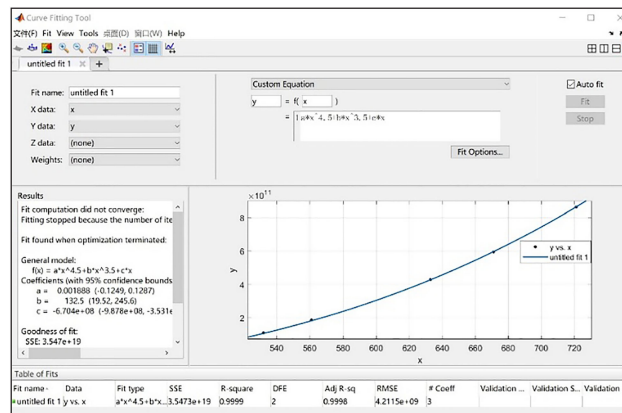 Curve Fitting Tool
文件(F) Fit View Tools 桌面(D) 窗口(W) Help
untitled fit 1
Fit name: untitled fit 1
X data: x
Y data: y
Z data: (none)
Weights: (none)
Custom Equation
y = f( x )
= 1 a*x^4.5+b*x^3.5+c*x
Fit Options...
Auto fit
Fit
Stop
Results
Fit computation did not converge:
Fitting stopped because the number of ite
Fit found when optimization terminated:
General model:
f(x) = a*x^4.5+b*x^3.5+c*x
Coefficients (with 95% confidence bounds
a = 0.001888 (-0.1249, 0.1287)
b = 132.5 (19.52, 245.6)
c = -6.704e+08 (-9.878e+08, -3.531e
Goodness of fit:
SSE: 3.547e+19
×10^11
8
6
4
2
y
540 560 580 600 620 640 660 680 700 720
x
y vs. x
untitled fit 1
Table of Fits
Fit name Data Fit type SSE R-square DFE Adj R-sq RMSE # Coeff Validation ... Validation S... Validation
untitled fit 1 y vs. x a*x^4.5+b*x... 3.5473e+19 0.9999 2 0.9998 4.2115e+09 3